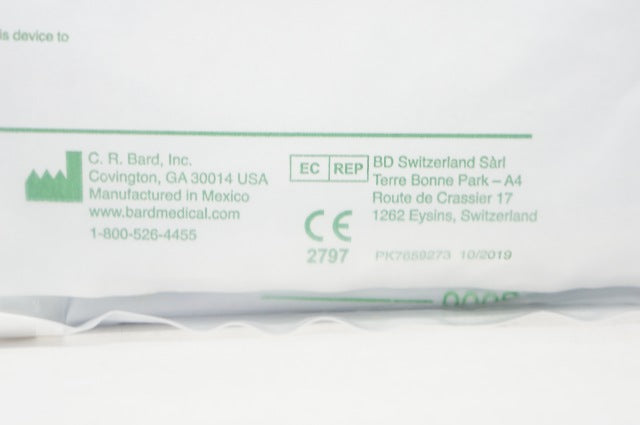 is device to
C. R. Bard, Inc.
Covington, GA 30014 USA
Manufactured in Mexico
www.bardmedical.com
1-800-526-4455
EC REP
BD Switzerland Sàrl
Terre Bonne Park – A4
Route de Crassier 17
1262 Eysins, Switzerland
CE
2797
PK7659273 10/2019